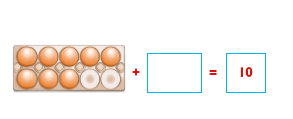 + = 10